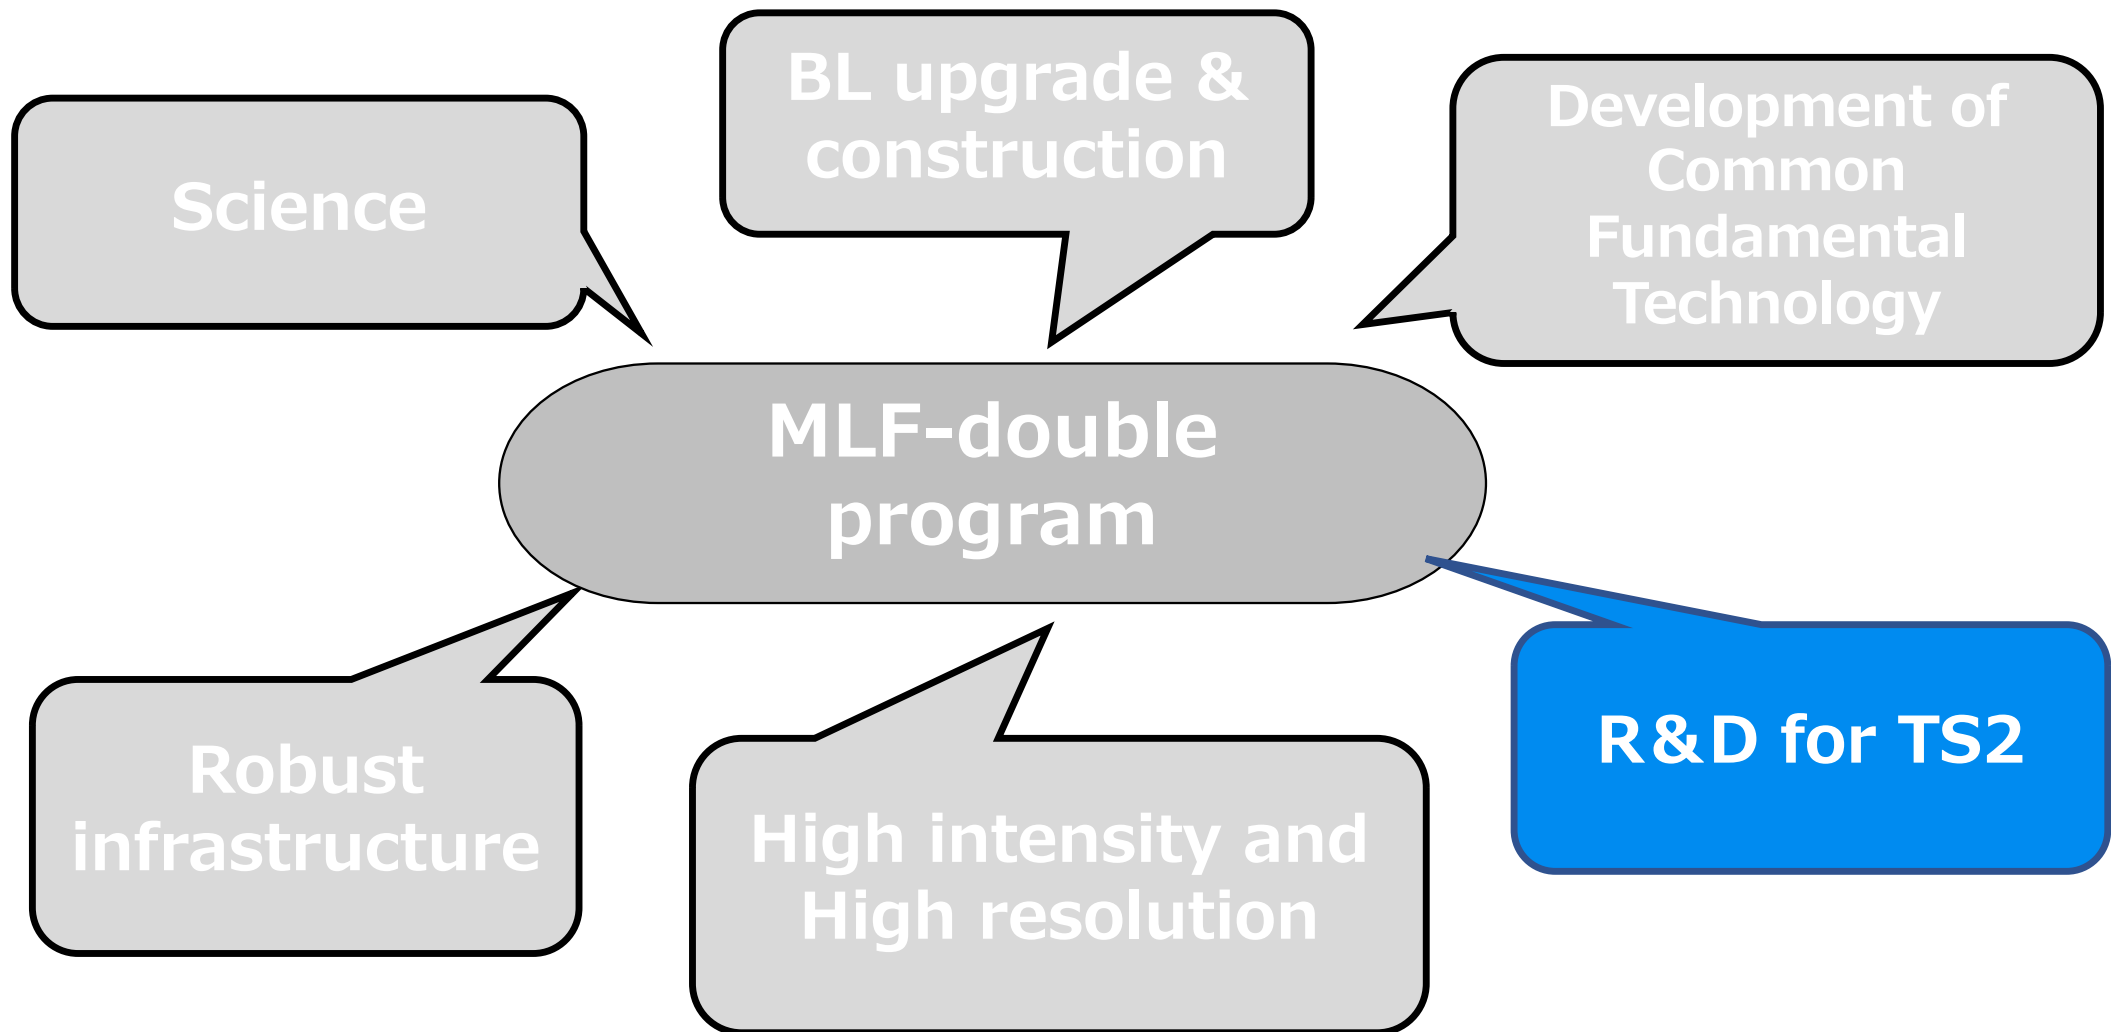 Science
BL upgrade &
construction
Development of
Common
Fundamental
Technology
MLF-double
program
Robust
infrastructure
High intensity and
High resolution
R&D for TS2